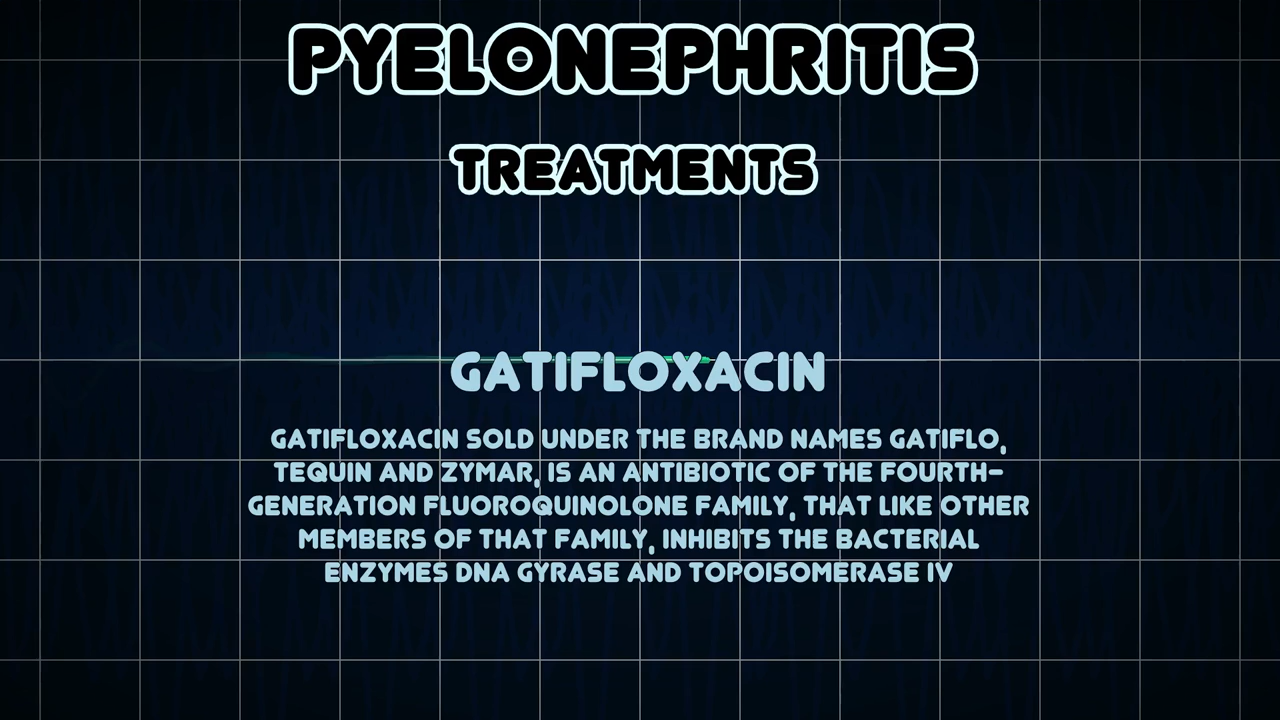 PYELONEPHRITIS
TREATMENTS
GATIFLOXACIN
GATIFLOXACIN SOLD UNDER THE BRAND NAMES GATIFLO,
TEQUIN AND ZYMAR, IS AN ANTIBIOTIC OF THE FOURTH-
GENERATION FLUOROQUINOLONE FAMILY, THAT LIKE OTHER
MEMBERS OF THAT FAMILY, INHIBITS THE BACTERIAL
ENZYMES DNA GYRASE AND TOPOISOMERASE IV